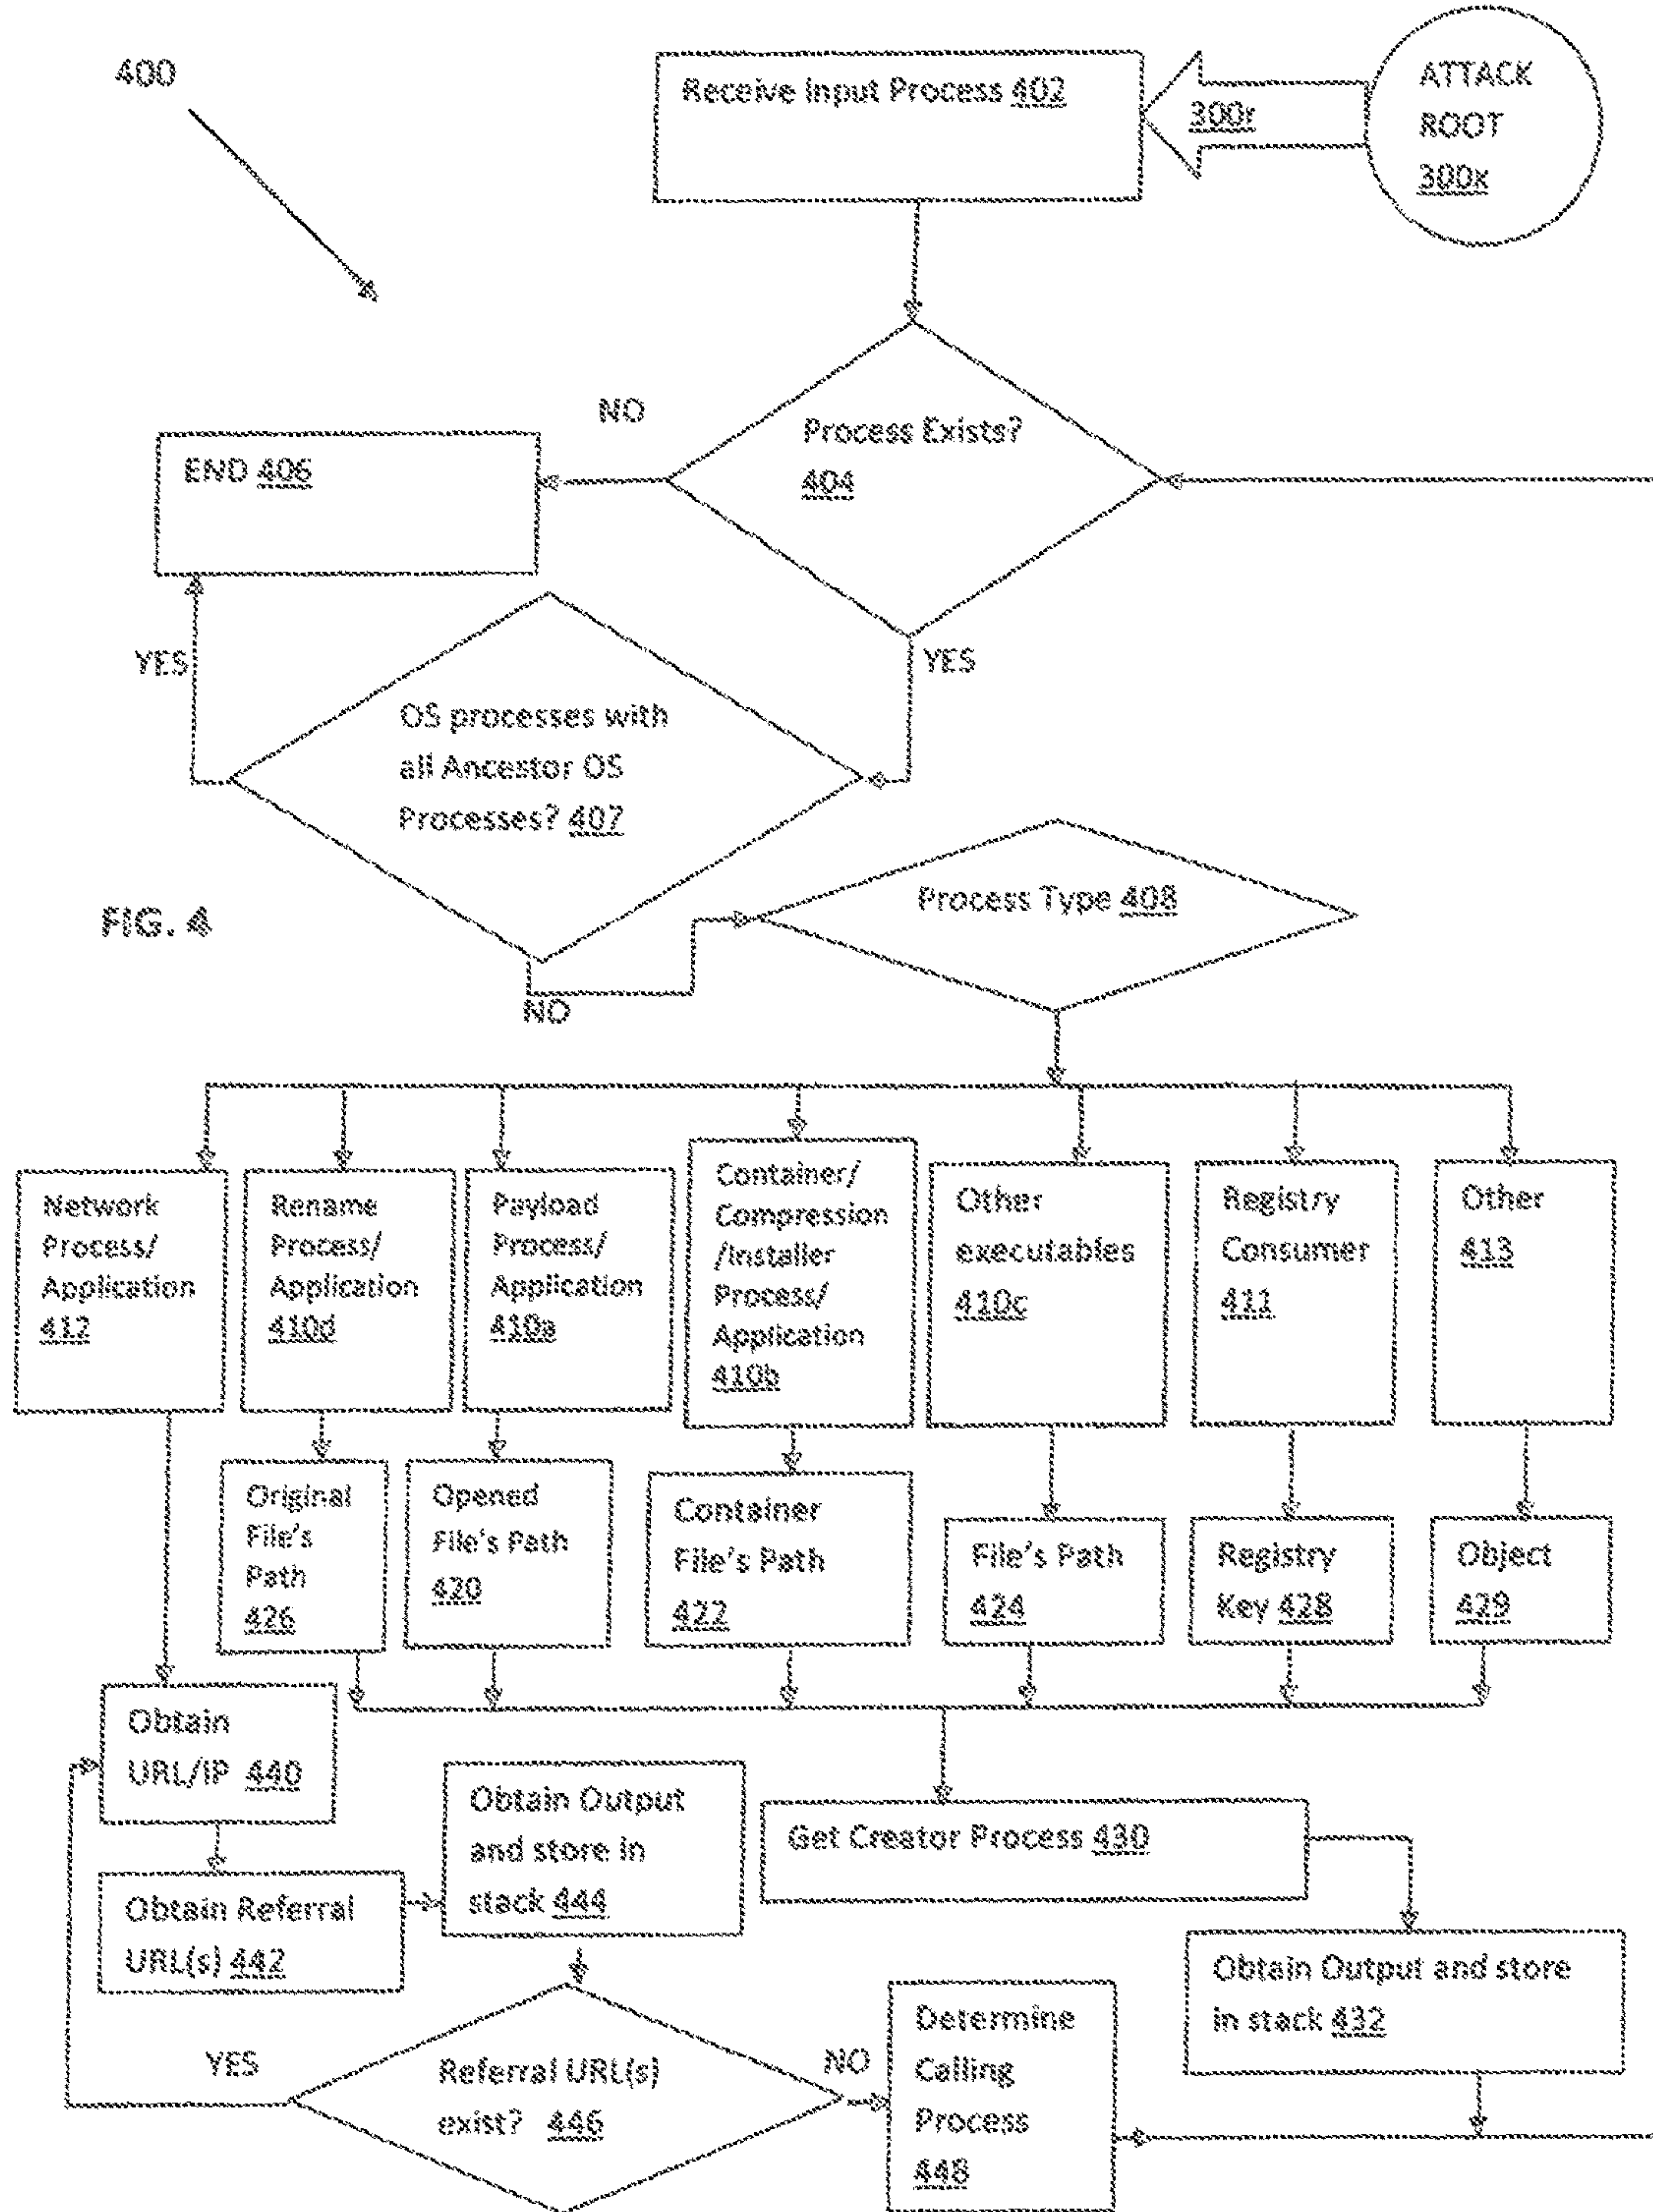 400
Receive Input Process 402
300r
ATTACK
ROOT
300x
NO
Process Exists?
404
END 406
YES
YES
OS processes with
all Ancestor OS
Processes? 407
Process Type 408
FIG. 4
NO
Network
Process/
Application
412
Rename
Process/
Application
410d
Payload
Process/
Application
410a
Container/
Compression
/Installer
Process/
Application
410b
Other
executables
410c
Registry
Consumer
411
Other
413
Original
File's
Path
426
Opened
File's Path
420
Container
File's Path
422
File's Path
424
Registry
Key 428
Object
429
Obtain
URL/IP 440
Obtain Output
and store in
stack 444
Get Creator Process 430
Obtain Referral
URL(s) 442
Obtain Output and store
in stack 432
YES
Referral URL(s)
exist? 446
NO
Determine
Calling
Process
448